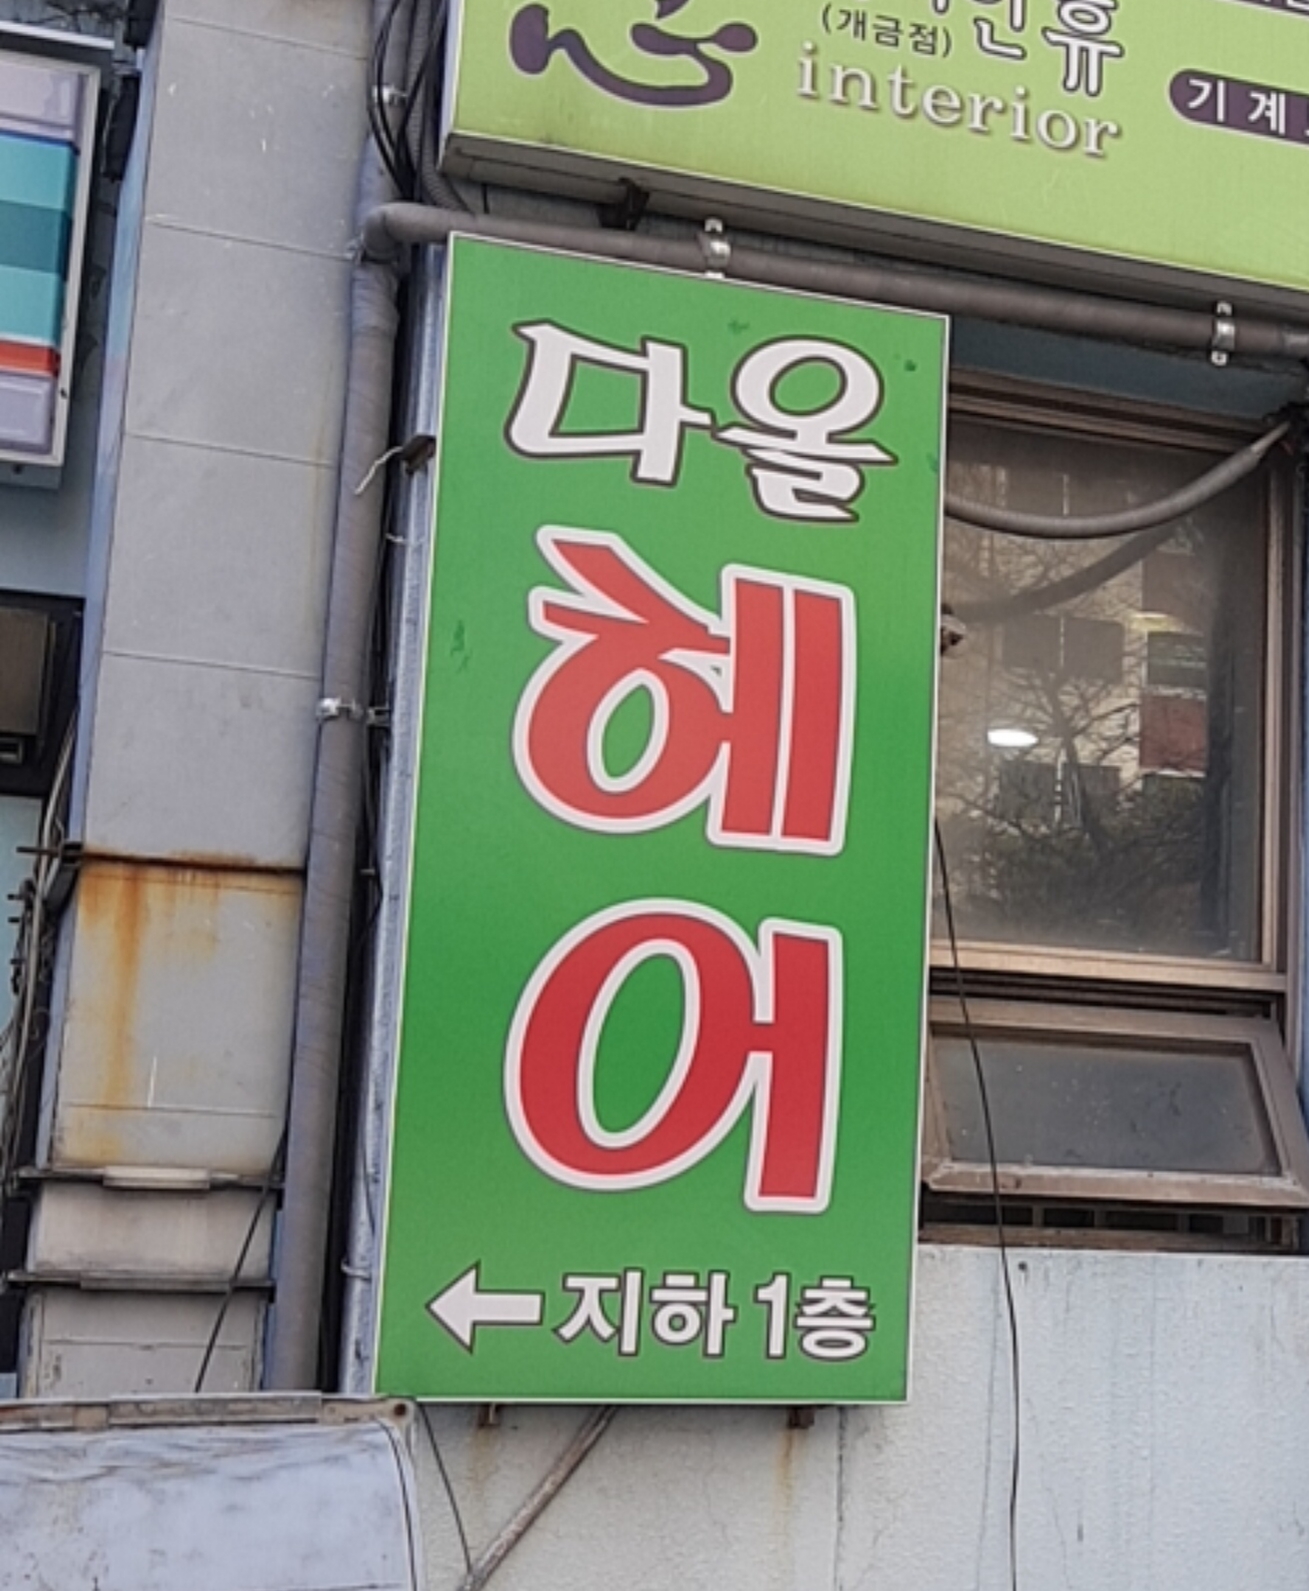 (개금점)
interior
기계
다올
헤
어
지하 1층